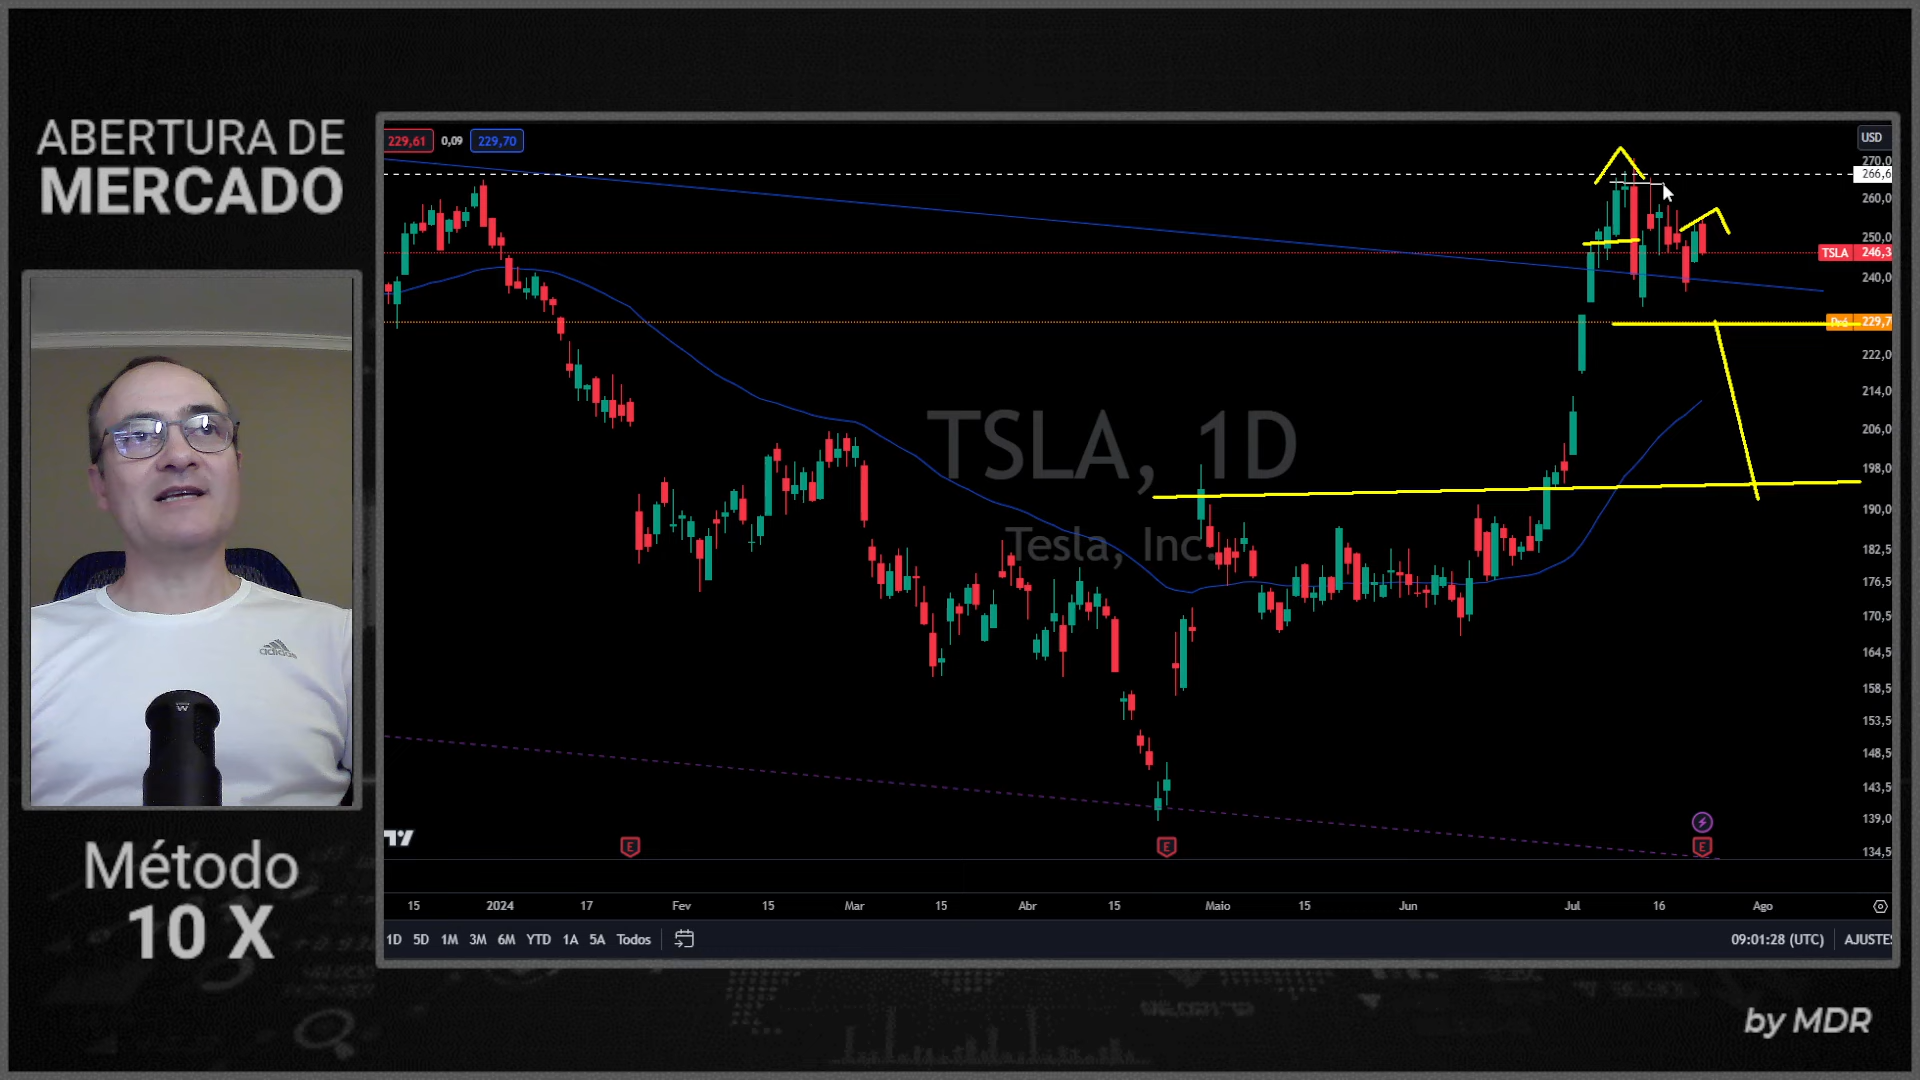 ABERTURA DE
MERCADO
adidas
W
Método
10 X
229,61
0,09
229,70
USD
270,0
266,6
260,0
250,0
TSLA
246,3
240,0
Pré
229,7
222,0
214,0
206,0
198,0
190,0
182,5
176,5
170,5
164,5
158,5
153,5
148,5
143,5
139,0
134,5
TSLA, 1D
Tesla, Inc.
E
E
E
15
2024
17
Fev
15
Mar
15
Abr
15
Maio
15
Jun
Jul
16
Ago
1D
5D
1M
3M
6M
YTD
1A
5A
Todos
09:01:28 (UTC)
AJUSTES
by MDR